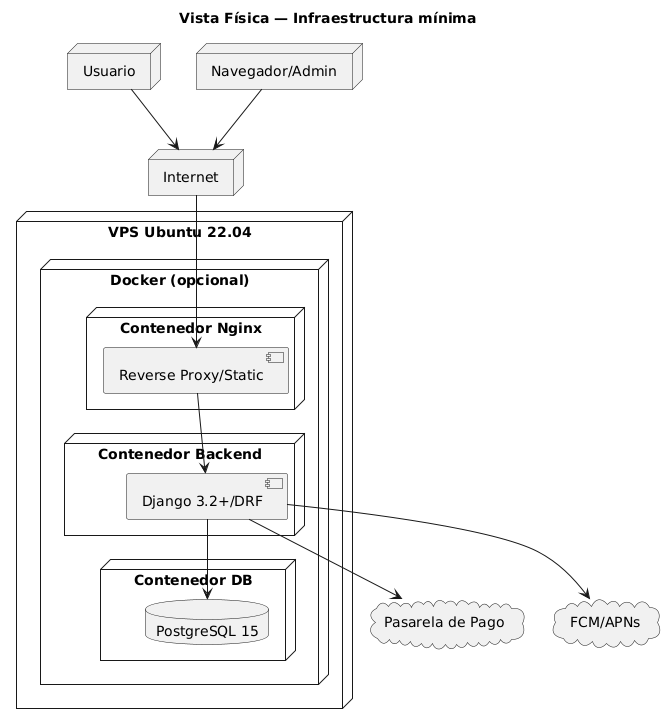 Vista Física — Infraestructura mínima
Usuario
Navegador/Admin
Internet
VPS Ubuntu 22.04
Docker (opcional)
Contenedor Nginx
Reverse Proxy/Static
Contenedor Backend
Django 3.2+/DRF
Contenedor DB
PostgreSQL 15
Pasarela de Pago
FCM/APNs